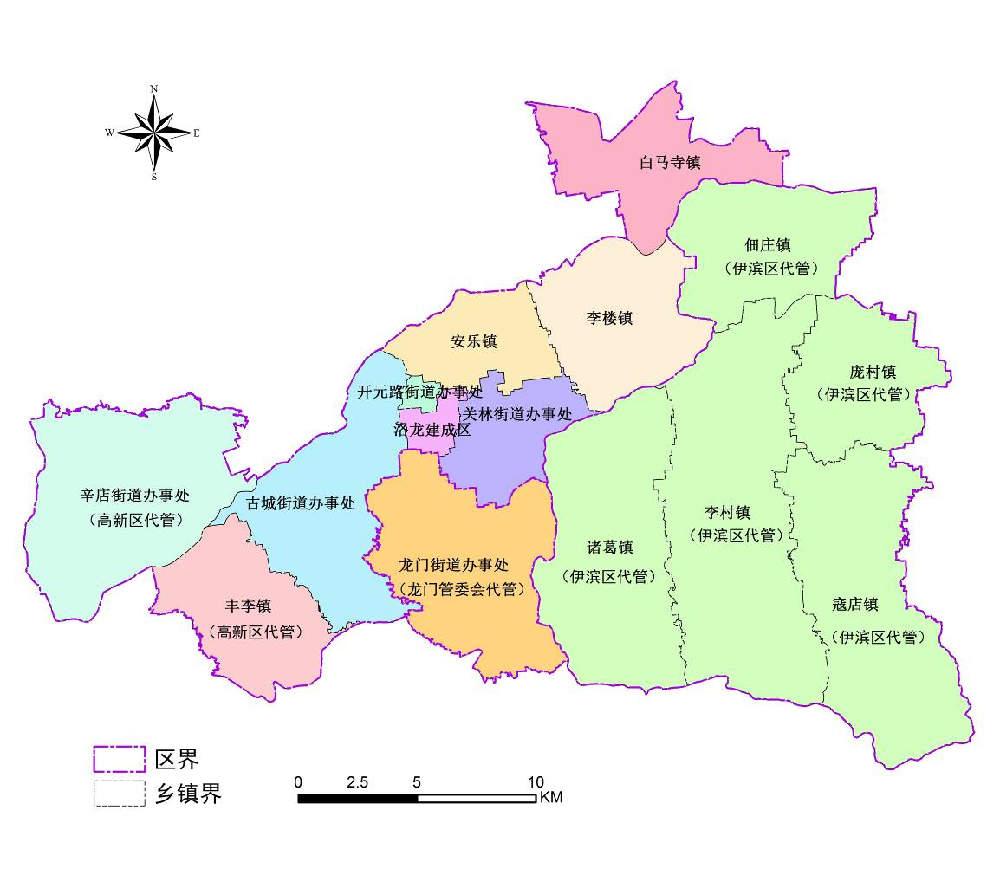 N
W
E
S
白马寺镇
佃庄镇
（伊滨区代管）
李楼镇
安乐镇
庞村镇
（伊滨区代管）
开元路街道办事处
关林街道办事处
洛龙建成区
辛店街道办事处
（高新区代管）
古城街道办事处
李村镇
（伊滨区代管）
诸葛镇
（伊滨区代管）
龙门街道办事处
（龙门管委会代管）
丰李镇
（高新区代管）
寇店镇
（伊滨区代管）
区界
乡镇界
0 2.5 5 10
KM